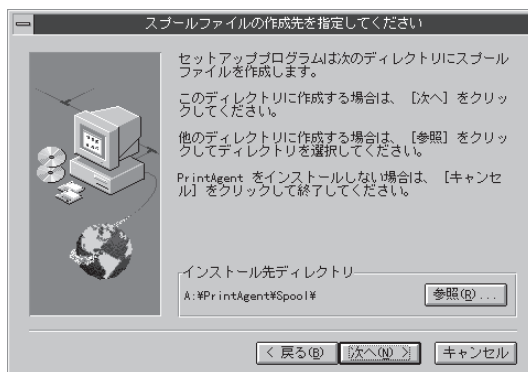 スプールファイルの作成先を指定してください
セットアッププログラムは次のディレクトリにスプール
ファイルを作成します。
このディレクトリに作成する場合は、［次へ］をクリッ
クしてください。
他のディレクトリに作成する場合は、［参照］をクリッ
クしてディレクトリを選択してください。
PrintAgent をインストールしない場合は、［キャンセ
ル］をクリックして終了してください。
インストール先ディレクトリ
A:¥PrintAgent¥Spool¥
参照(R)...
< 戻る(B)
次へ(N) >
キャンセル